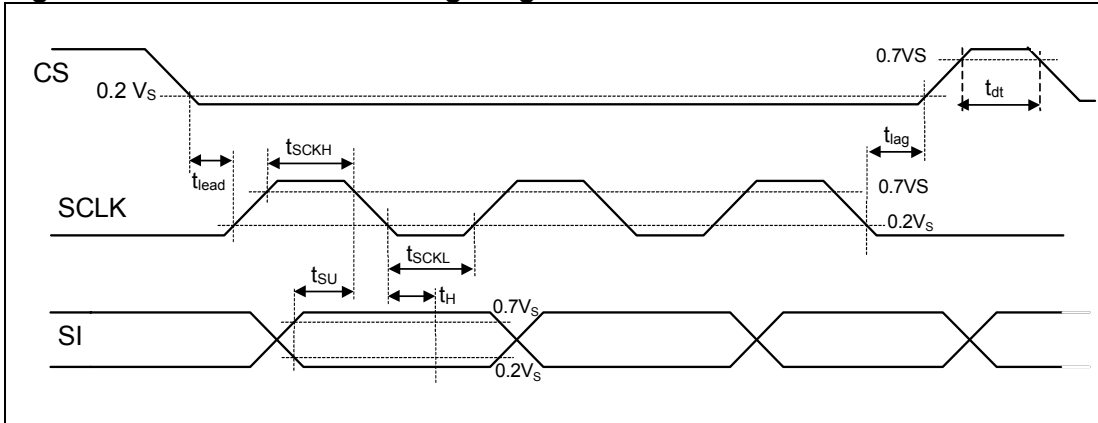 CS
0.2 VS
0.7VS
tdt
tlead
tSCKH
tlag
SCLK
0.7VS
0.2VS
tSCKL
tSU
tH
SI
0.7VS
0.2VS